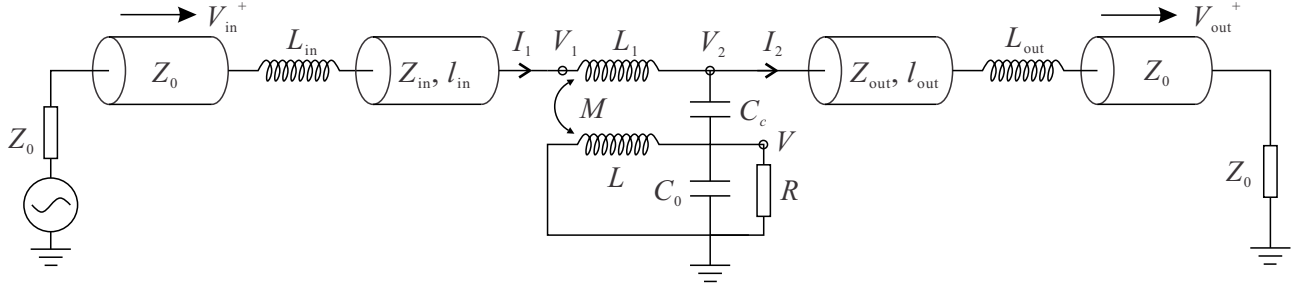 V_in^+ V_out^+
L_in I_1 V_1 L_1 V_2 I_2 L_out
Z_0 Z_in, l_in Z_out, l_out Z_0
M C_c
Z_0 V Z_0
L C_0 R